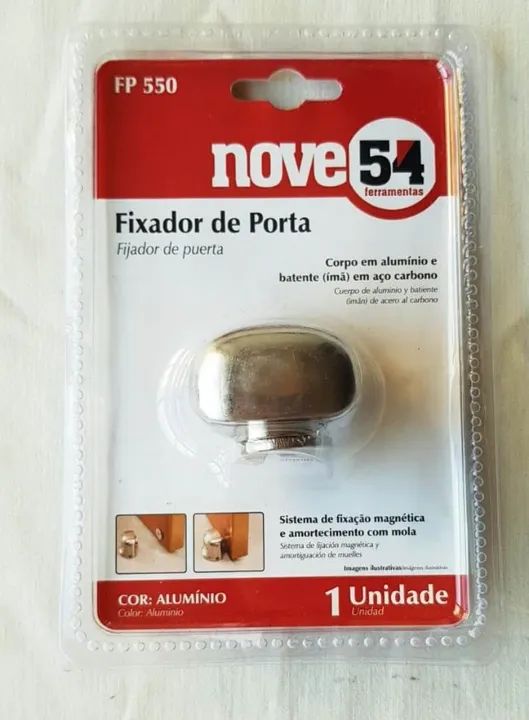 FP 550
nove54
ferramentas
Fixador de Porta
Fijador de puerta
Corpo em alumínio e
batente (ímã) em aço carbono
Cuerpo de aluminio y batiente
(imán) de acero al carbono
Sistema de fixação magnética
e amortecimento com mola
Sistema de fijación magnética y
amortiguación de muelles
Imagens ilustrativas/Imágenes ilustrativas
COR: ALUMÍNIO
Color: Aluminio
1 Unidade
Unidad